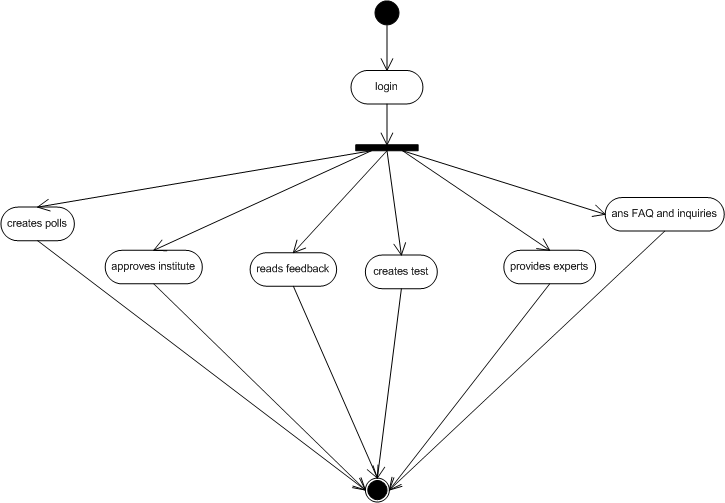 login
creates polls
approves institute
reads feedback
creates test
provides experts
ans FAQ and inquiries